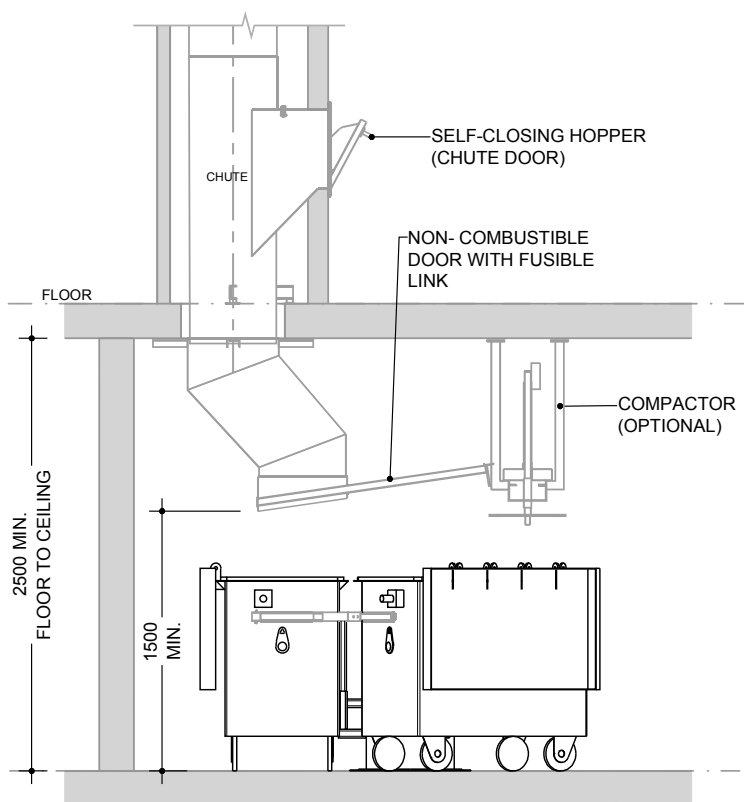 SELF-CLOSING HOPPER
(CHUTE DOOR)
CHUTE
NON- COMBUSTIBLE
DOOR WITH FUSIBLE
LINK
FLOOR
COMPACTOR
(OPTIONAL)
2500 MIN.
FLOOR TO CEILING
1500
MIN.